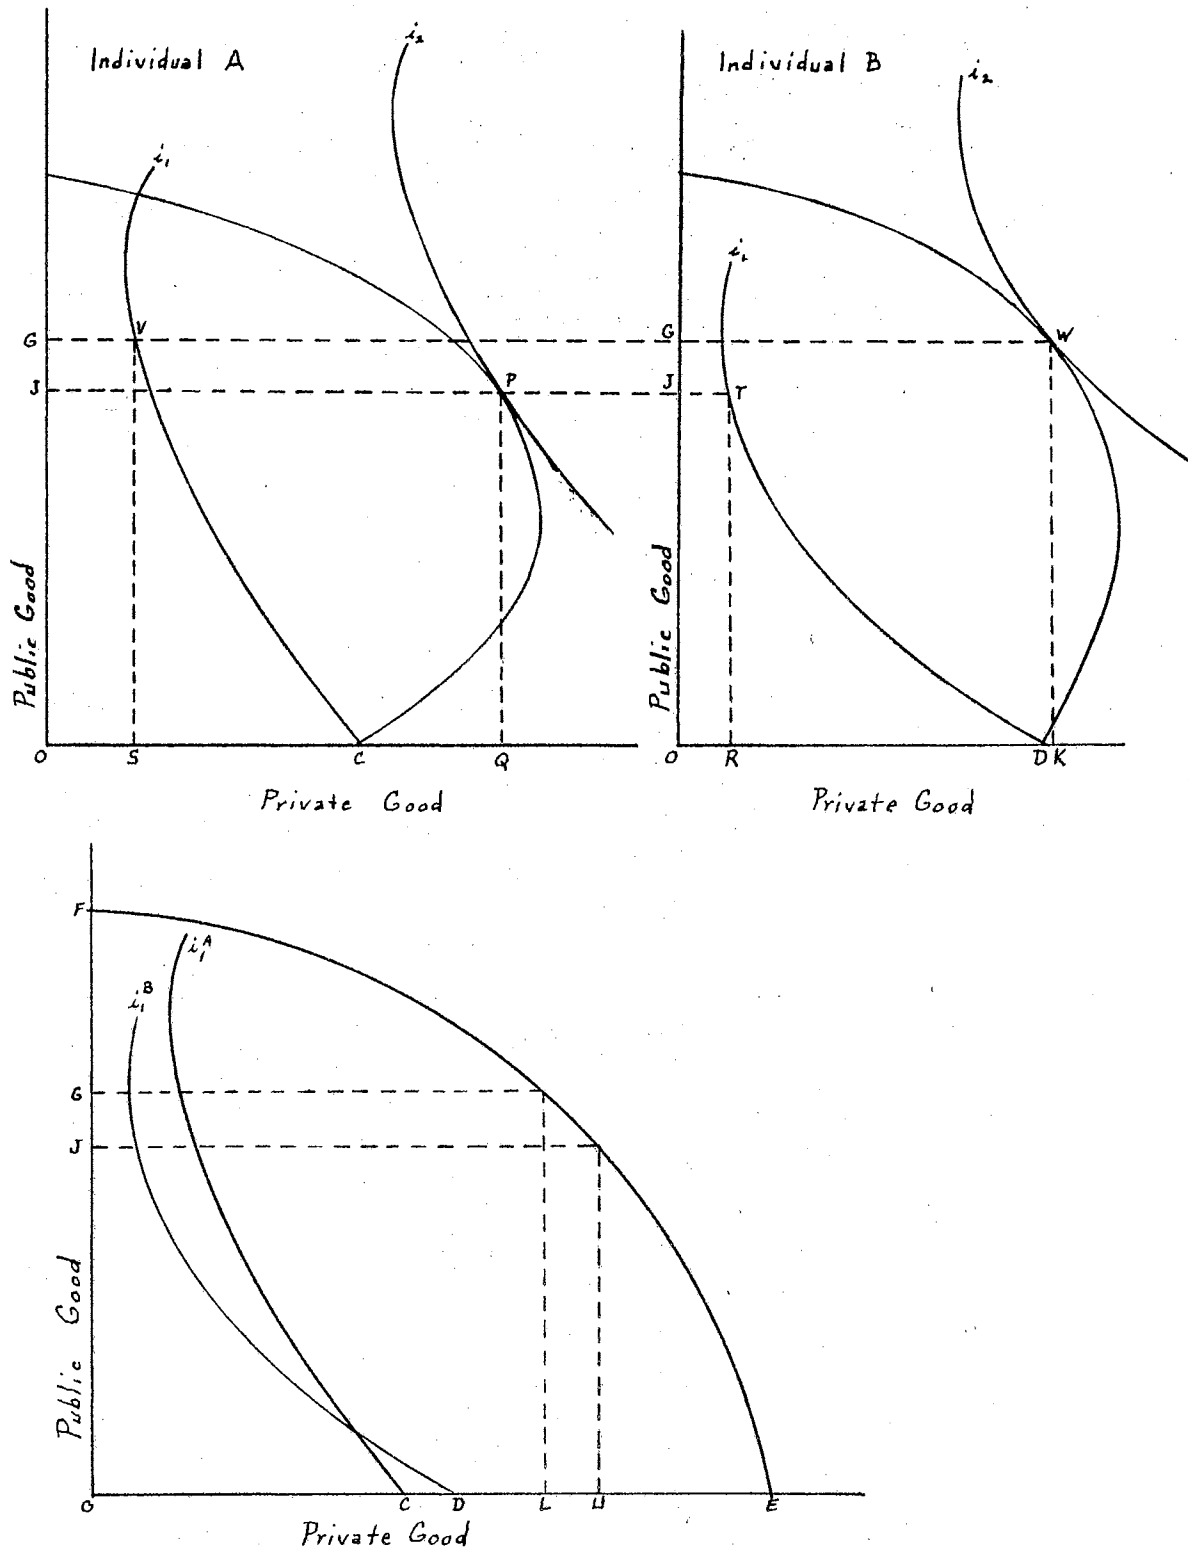 Individual A
i₂
i₁
V
G
J
P
Public Good
O S C Q
Private Good
Individual B
i₂
i₁
G
W
J
T
Public Good
O R D K
Private Good
F
i₁ᴬ
i₁ᴮ
G
J
Public Good
O C D L H E
Private Good